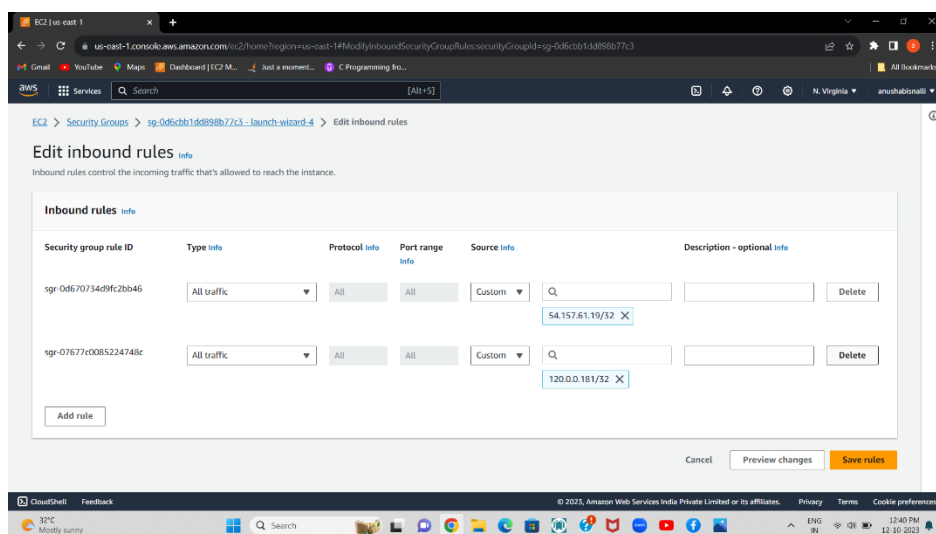 EC2 | us-east-1
us-east-1.console.aws.amazon.com/ec2/home?region=us-east-1#ModifyInboundSecurityGroupRules:securityGroupId=sg-0d6cbb1dd898b77c3
Gmail YouTube Maps Dashboard | EC2 M... Just a moment... C Programming fro... All Bookmarks
aws Services Search [Alt+S] N. Virginia anushabisnalli
EC2 > Security Groups > sg-0d6cbb1dd898b77c3 - launch-wizard-4 > Edit inbound rules
Edit inbound rules Info
Inbound rules control the incoming traffic that's allowed to reach the instance.
Inbound rules Info
Security group rule ID Type Info Protocol Info Port range Info Source Info Description - optional Info
sgr-0d670734d9fc2bb46 All traffic All All Custom Delete
54.157.61.19/32
sgr-07677c0085224748c All traffic All All Custom Delete
120.0.0.181/32
Add rule
Cancel Preview changes Save rules
CloudShell Feedback © 2023, Amazon Web Services India Private Limited or its affiliates. Privacy Terms Cookie preferences
32°C Search ENG 12:40 PM
Mostly sunny IN 12-10-2023